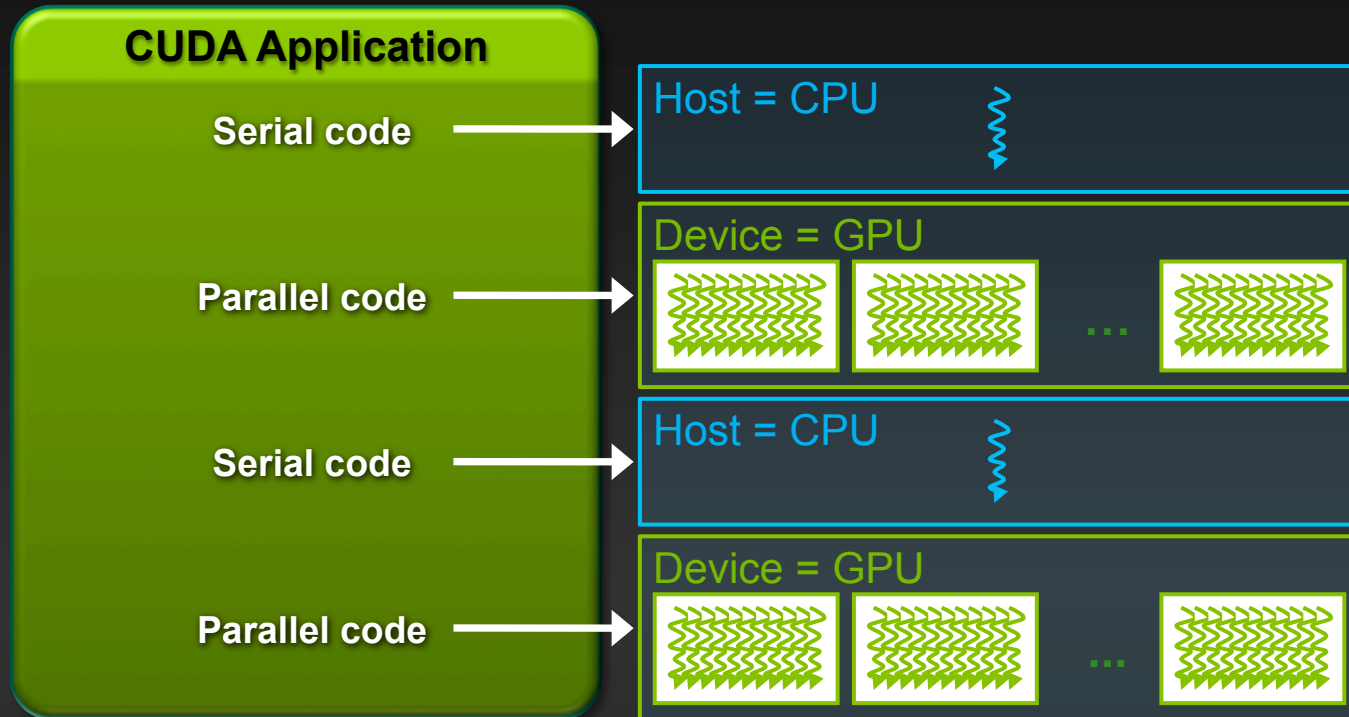 CUDA Application
Serial code
Host = CPU
Parallel code
Device = GPU
...
Serial code
Host = CPU
Parallel code
Device = GPU
...